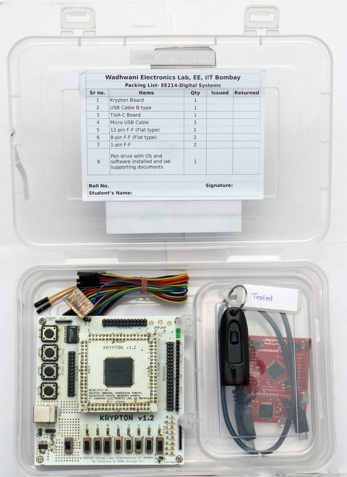 Wadhwani Electronics Lab, EE, IIT Bombay
Packing List- EE214-Digital Systems
Sr no. Items Qty Issued Returned
1 Krypton Board 1
2 USB Cable B-type 1
3 TIVA-C Board 1
4 Micro USB Cable 1
5 12-pin F-F (Flat type) 1
6 8-pin F-F (Flat type) 2
7 1-pin F-F 2
8 Pen drive with OS and software installed and lab supporting documents 1
Roll No. Signature:
Student's Name:
Tested
KRYPTON v1.2
KRYPTON v1.2